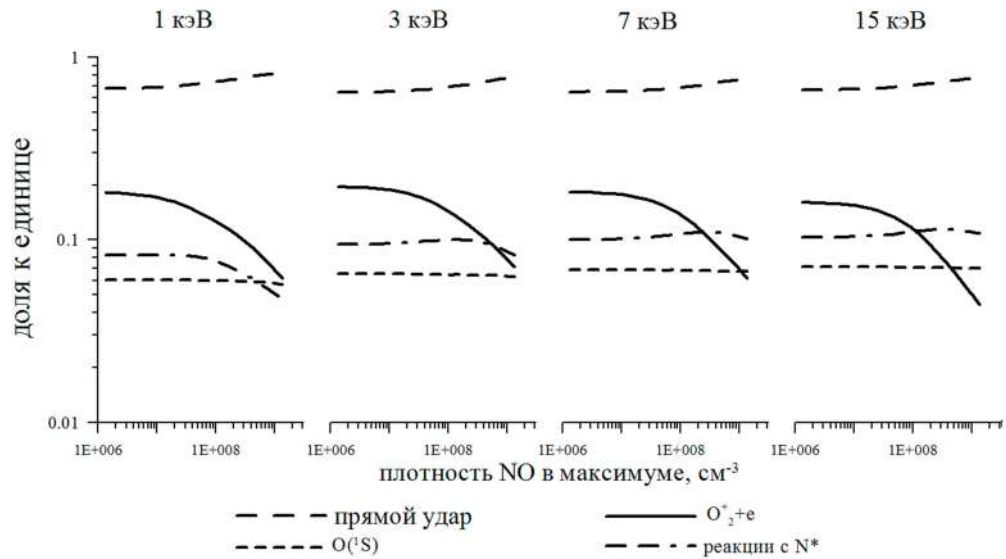 1 кэВ 3 кэВ 7 кэВ 15 кэВ
1
0.1
0.01
доля к единице
1E+006 1E+008 1E+006 1E+008 1E+006 1E+008 1E+006 1E+008
плотность NO в максимуме, см⁻³
прямой удар O⁺₂+e
O(¹S) реакции с N*